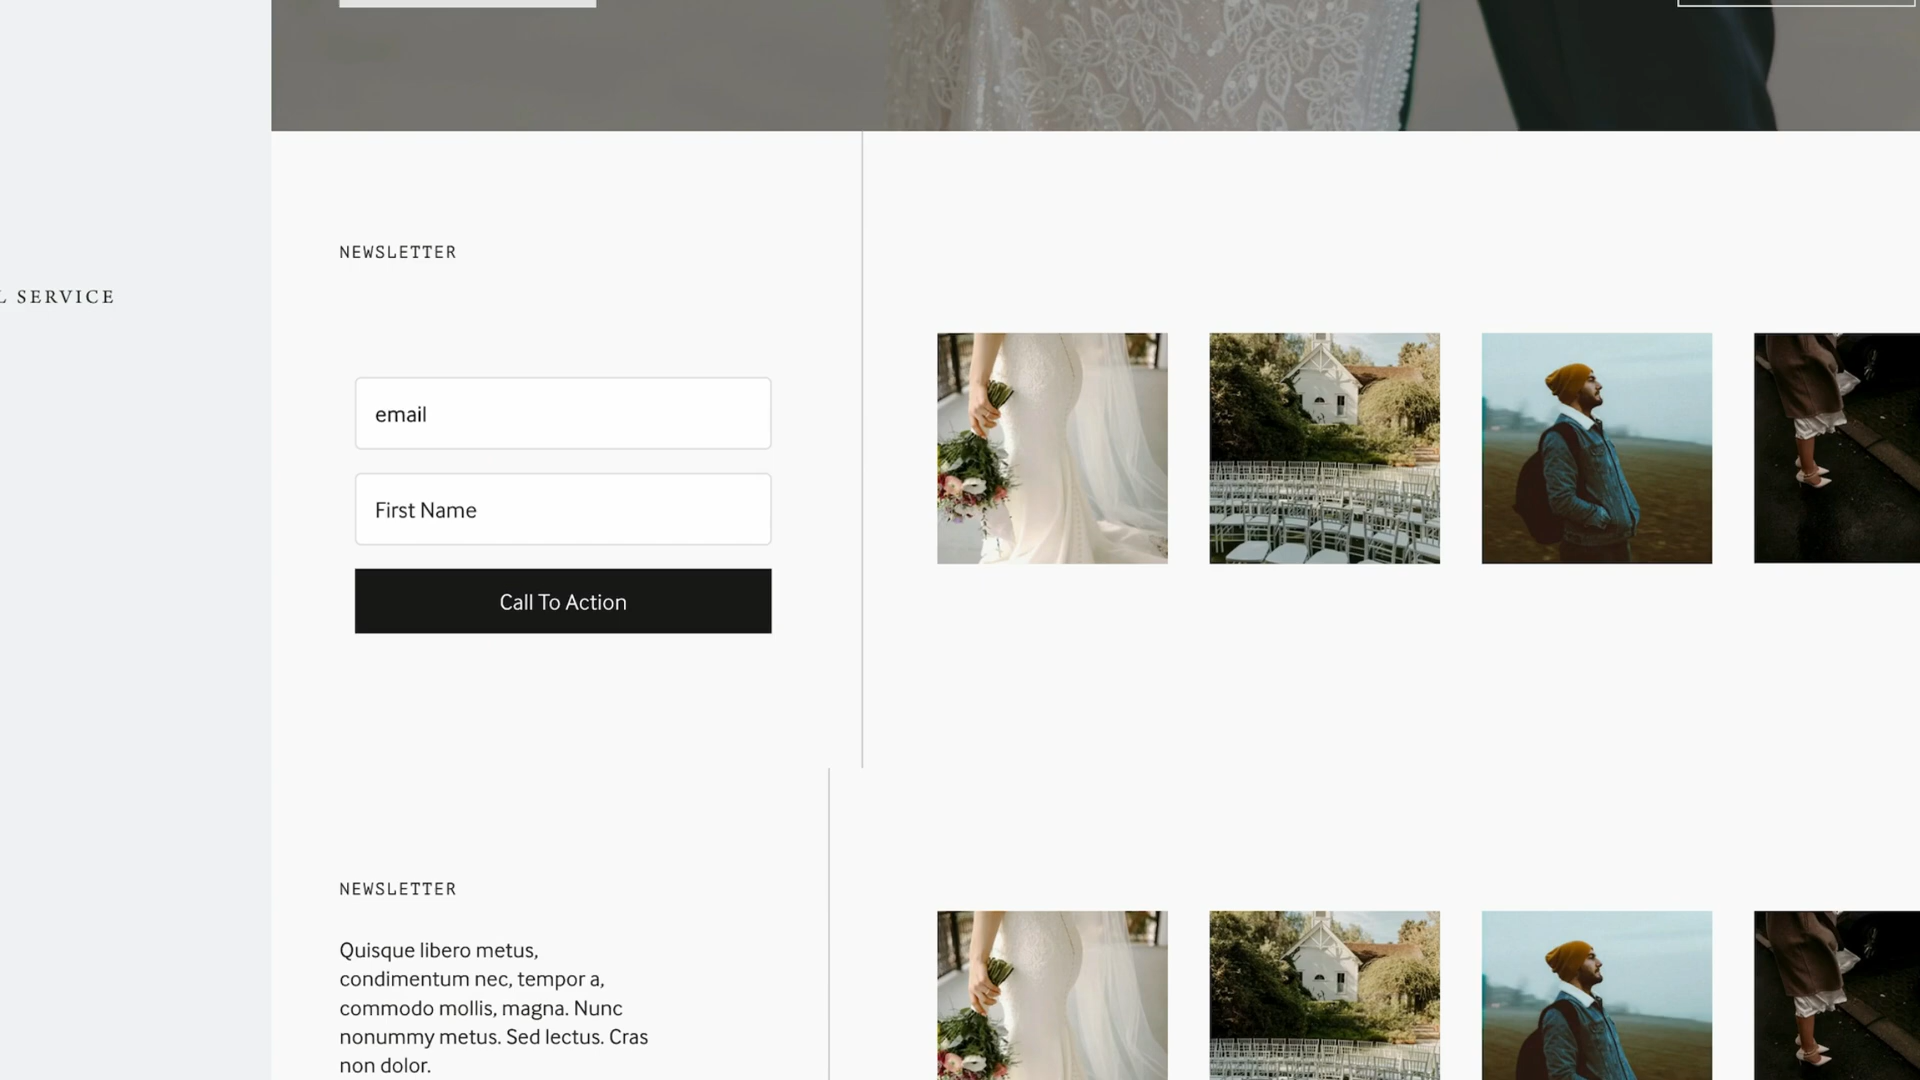 NEWSLETTER
L SERVICE
email
First Name
Call To Action
NEWSLETTER
Quisque libero metus,
condimentum nec, tempor a,
commodo mollis, magna. Nunc
nonummy metus. Sed lectus. Cras
non dolor.